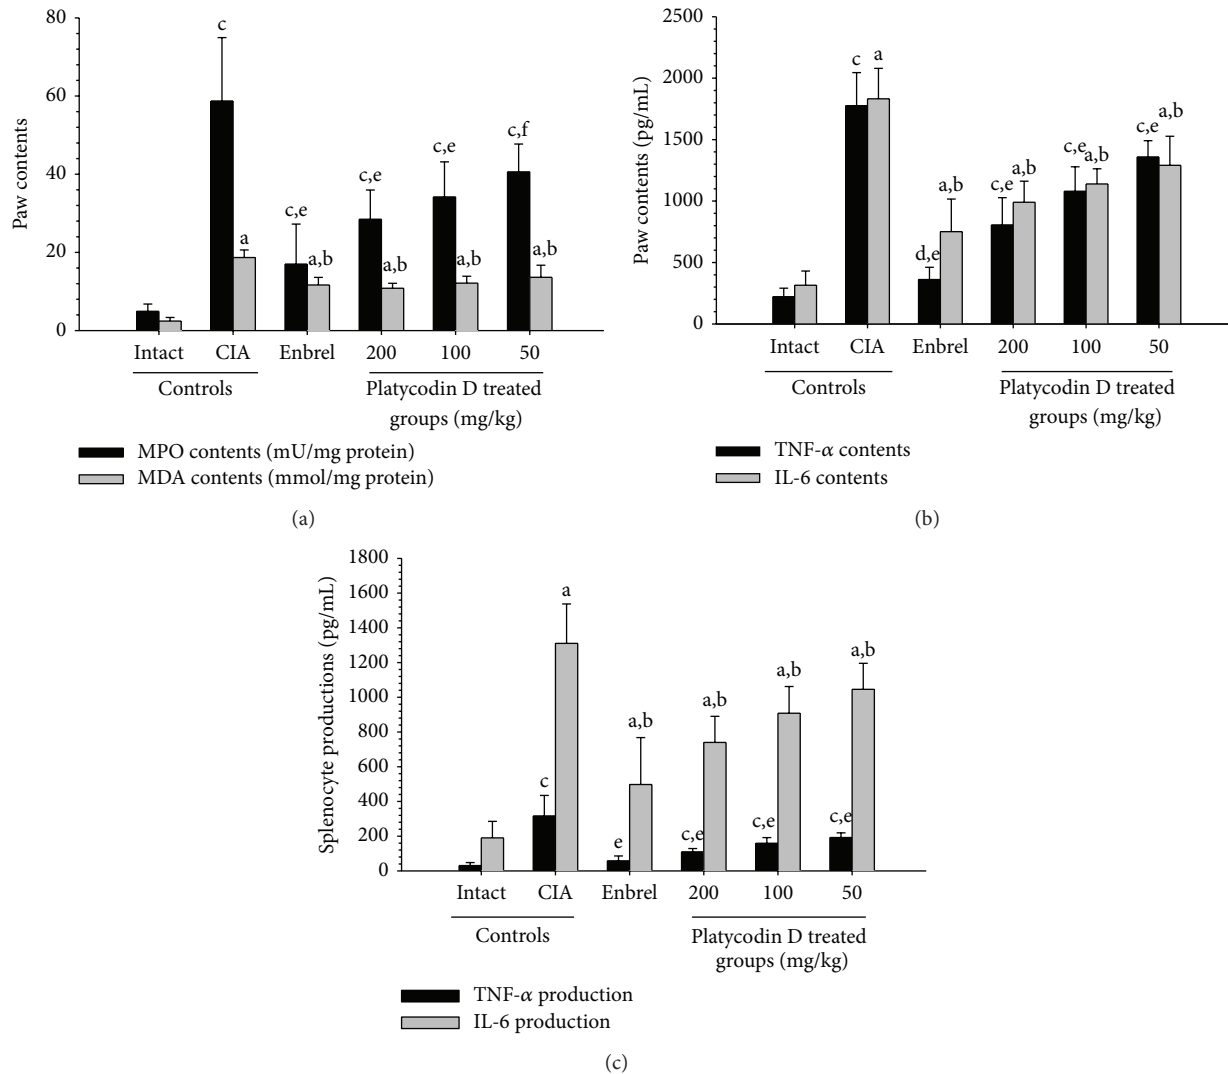 80
60
40
20
0
Paw contents
c
a
c,e
a,b
c,e
a,b
c,e
a,b
c,f
a,b
Intact CIA Enbrel 200 100 50
Controls Platycodin D treated
groups (mg/kg)
MPO contents (mU/mg protein)
MDA contents (mmol/mg protein)
(a)
2500
2000
1500
1000
500
0
Paw contents (pg/mL)
c
a
d,e
a,b
c,e
a,b
c,e
a,b
c,e
a,b
Intact CIA Enbrel 200 100 50
Controls Platycodin D treated
groups (mg/kg)
TNF-α contents
IL-6 contents
(b)
1800
1600
1400
1200
1000
800
600
400
200
0
Splenocyte productions (pg/mL)
c
a
e
a,b
c,e
a,b
c,e
a,b
c,e
a,b
Intact CIA Enbrel 200 100 50
Controls Platycodin D treated
groups (mg/kg)
TNF-α production
IL-6 production
(c)